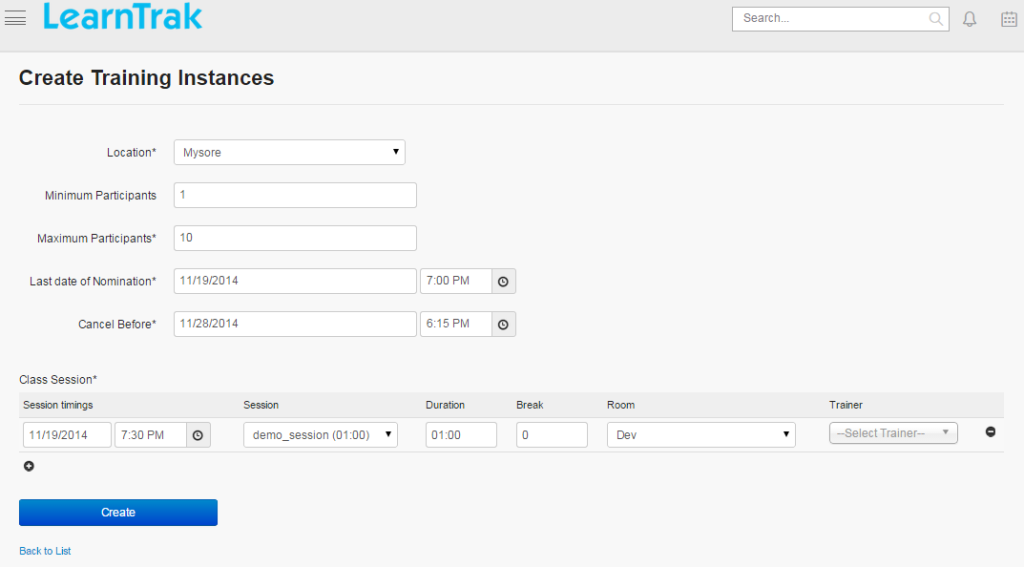 LearnTrak
Search...
Create Training Instances
Location* Mysore
Minimum Participants 1
Maximum Participants* 10
Last date of Nomination* 11/19/2014 7:00 PM
Cancel Before* 11/28/2014 6:15 PM
Class Session*
Session timings Session Duration Break Room Trainer
11/19/2014 7:30 PM demo_session (01:00) 01:00 0 Dev --Select Trainer--
Create
Back to List